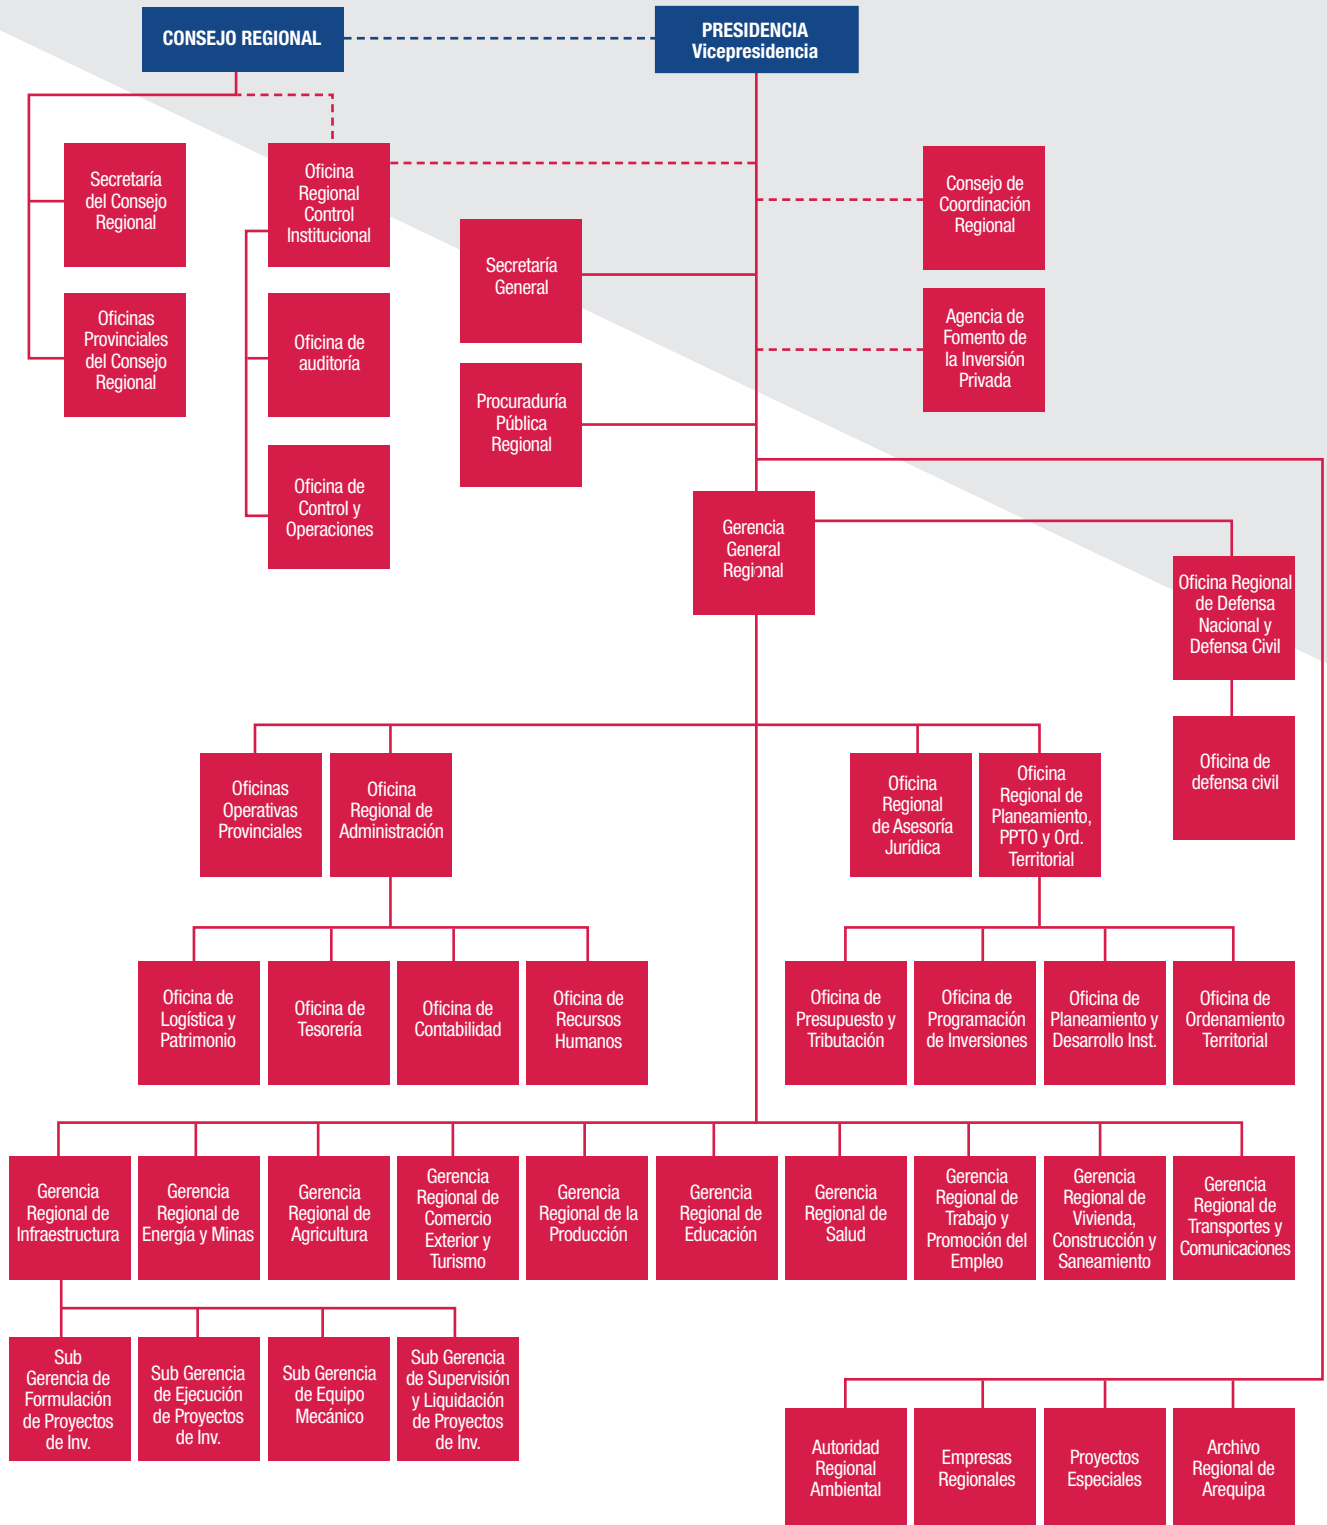 CONSEJO REGIONAL
PRESIDENCIA
Vicepresidencia
Secretaría
del Consejo
Regional
Oficina
Regional
Control
Institucional
Consejo de
Coordinación
Regional
Secretaría
General
Oficinas
Provinciales
del Consejo
Regional
Oficina de
auditoría
Agencia de
Fomento de
la Inversión
Privada
Procuraduría
Pública
Regional
Oficina de
Control y
Operaciones
Gerencia
General
Regional
Oficina Regional
de Defensa
Nacional y
Defensa Civil
Oficina de
defensa civil
Oficinas
Operativas
Provinciales
Oficina
Regional de
Administración
Oficina
Regional
de Asesoría
Jurídica
Oficina
Regional de
Planeamiento,
PPTO y Ord.
Territorial
Oficina de
Logística y
Patrimonio
Oficina de
Tesorería
Oficina de
Contabilidad
Oficina de
Recursos
Humanos
Oficina de
Presupuesto y
Tributación
Oficina de
Programación
de Inversiones
Oficina de
Planeamiento y
Desarrollo Inst.
Oficina de
Ordenamiento
Territorial
Gerencia
Regional de
Infraestructura
Gerencia
Regional de
Energía y Minas
Gerencia
Regional de
Agricultura
Gerencia
Regional de
Comercio
Exterior y
Turismo
Gerencia
Regional de la
Producción
Gerencia
Regional de
Educación
Gerencia
Regional de
Salud
Gerencia
Regional de
Trabajo y
Promoción del
Empleo
Gerencia
Regional de
Vivienda,
Construcción y
Saneamiento
Gerencia
Regional de
Transportes y
Comunicaciones
Sub
Gerencia de
Formulación
de Proyectos
de Inv.
Sub Gerencia
de Ejecución
de Proyectos
de Inv.
Sub Gerencia
de Equipo
Mecánico
Sub Gerencia
de Supervisión
y Liquidación
de Proyectos
de Inv.
Autoridad
Regional
Ambiental
Empresas
Regionales
Proyectos
Especiales
Archivo
Regional de
Arequipa